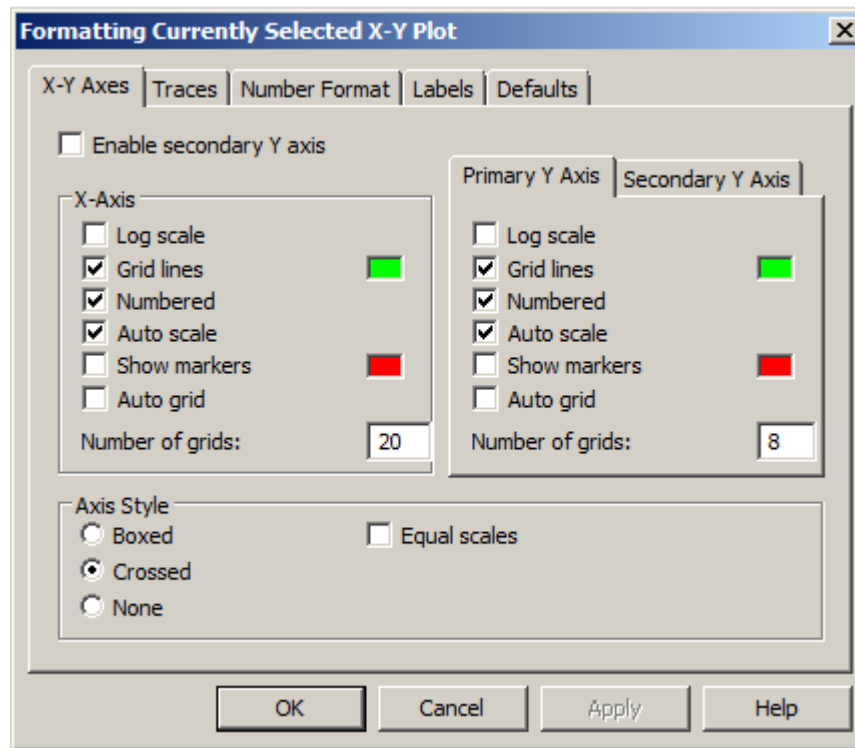 Formatting Currently Selected X-Y Plot
X-Y Axes Traces Number Format Labels Defaults
Enable secondary Y axis
X-Axis
Log scale
Grid lines
Numbered
Auto scale
Show markers
Auto grid
Number of grids: 20
Primary Y Axis Secondary Y Axis
Log scale
Grid lines
Numbered
Auto scale
Show markers
Auto grid
Number of grids: 8
Axis Style
Boxed
Crossed
None
Equal scales
OK Cancel Apply Help